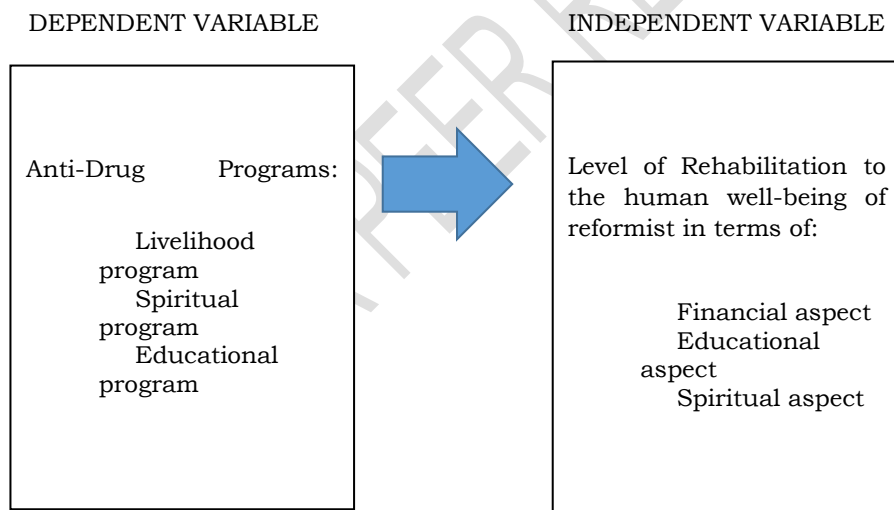 DEPENDENT VARIABLE
INDEPENDENT VARIABLE
Anti-Drug Programs:
Livelihood
program
Spiritual
program
Educational
program
Level of Rehabilitation to
the human well-being of
reformist in terms of:
Financial aspect
Educational
aspect
Spiritual aspect
PEER